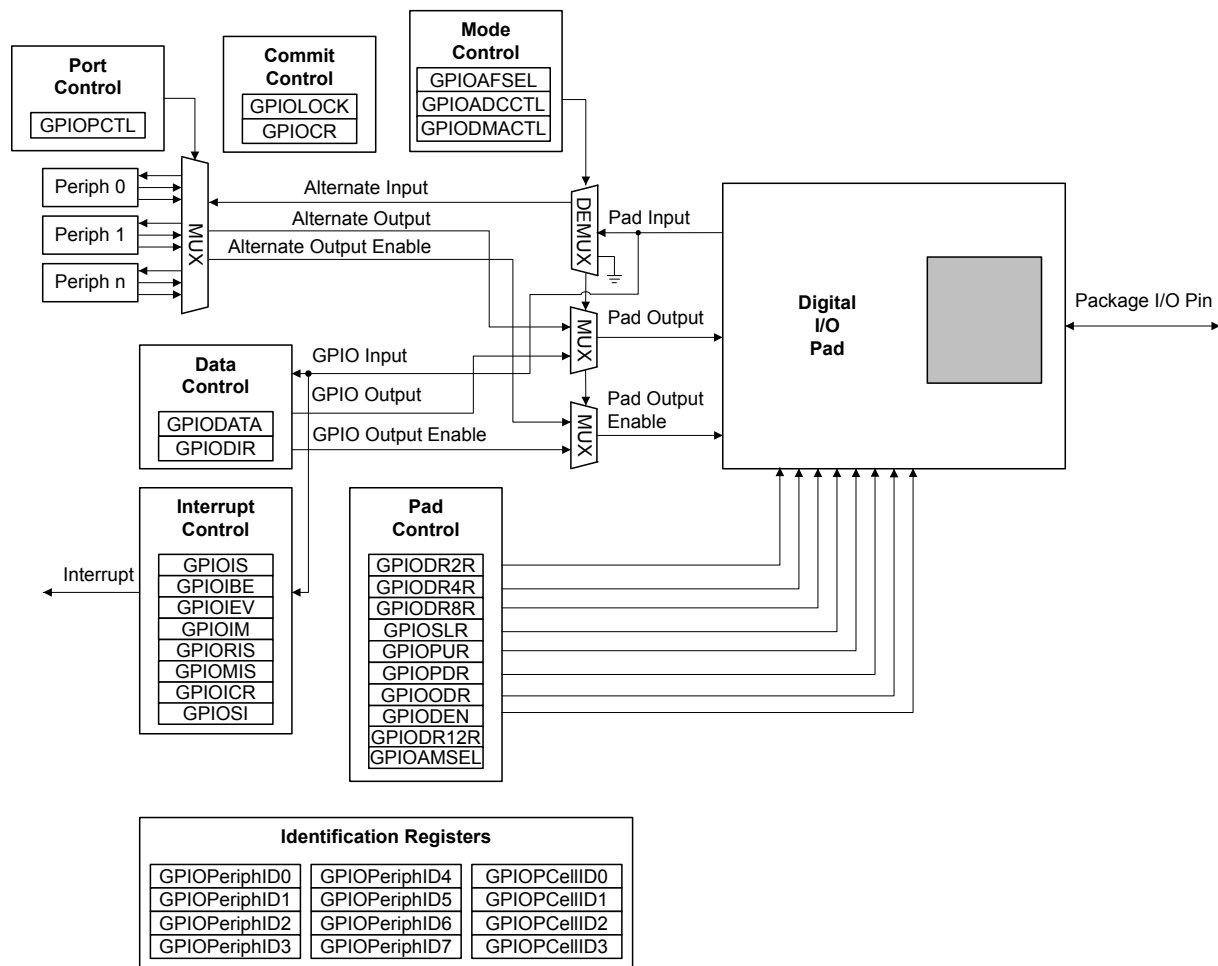 Port
Control
GPIOPCTL
Commit
Control
GPIOLOCK
GPIOCR
Mode
Control
GPIOAFSEL
GPIOADCCTL
GPIODMACTL
Periph 0
Periph 1
Periph n
MUX
Alternate Input
Alternate Output
Alternate Output Enable
DEMUX
Pad Input
MUX
Pad Output
MUX
Pad Output
Enable
Digital
I/O
Pad
Package I/O Pin
Data
Control
GPIODATA
GPIODIR
GPIO Input
GPIO Output
GPIO Output Enable
Interrupt
Control
GPIOIS
GPIOIBE
GPIOIEV
GPIOIM
GPIORIS
GPIOMIS
GPIOICR
GPIOSI
Interrupt
Pad
Control
GPIODR2R
GPIODR4R
GPIODR8R
GPIOSLR
GPIOPUR
GPIOPDR
GPIOODR
GPIODEN
GPIODR12R
GPIOAMSEL
Identification Registers
GPIOPeriphID0
GPIOPeriphID1
GPIOPeriphID2
GPIOPeriphID3
GPIOPeriphID4
GPIOPeriphID5
GPIOPeriphID6
GPIOPeriphID7
GPIOPCellID0
GPIOPCellID1
GPIOPCellID2
GPIOPCellID3